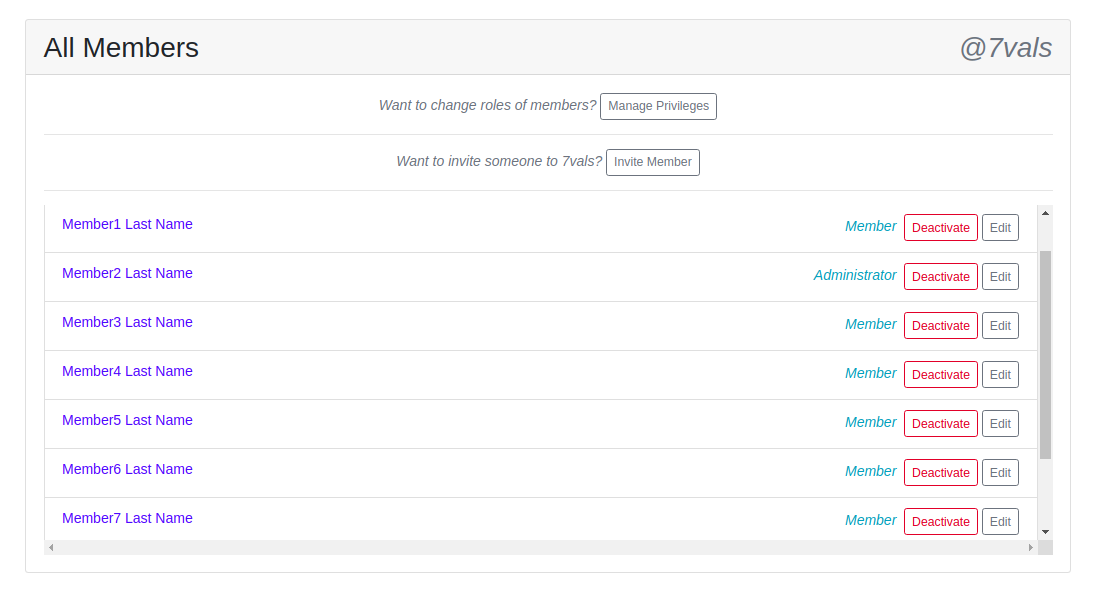 All Members @7vals
Want to change roles of members? Manage Privileges
Want to invite someone to 7vals? Invite Member
Member1 Last Name Member Deactivate Edit
Member2 Last Name Administrator Deactivate Edit
Member3 Last Name Member Deactivate Edit
Member4 Last Name Member Deactivate Edit
Member5 Last Name Member Deactivate Edit
Member6 Last Name Member Deactivate Edit
Member7 Last Name Member Deactivate Edit